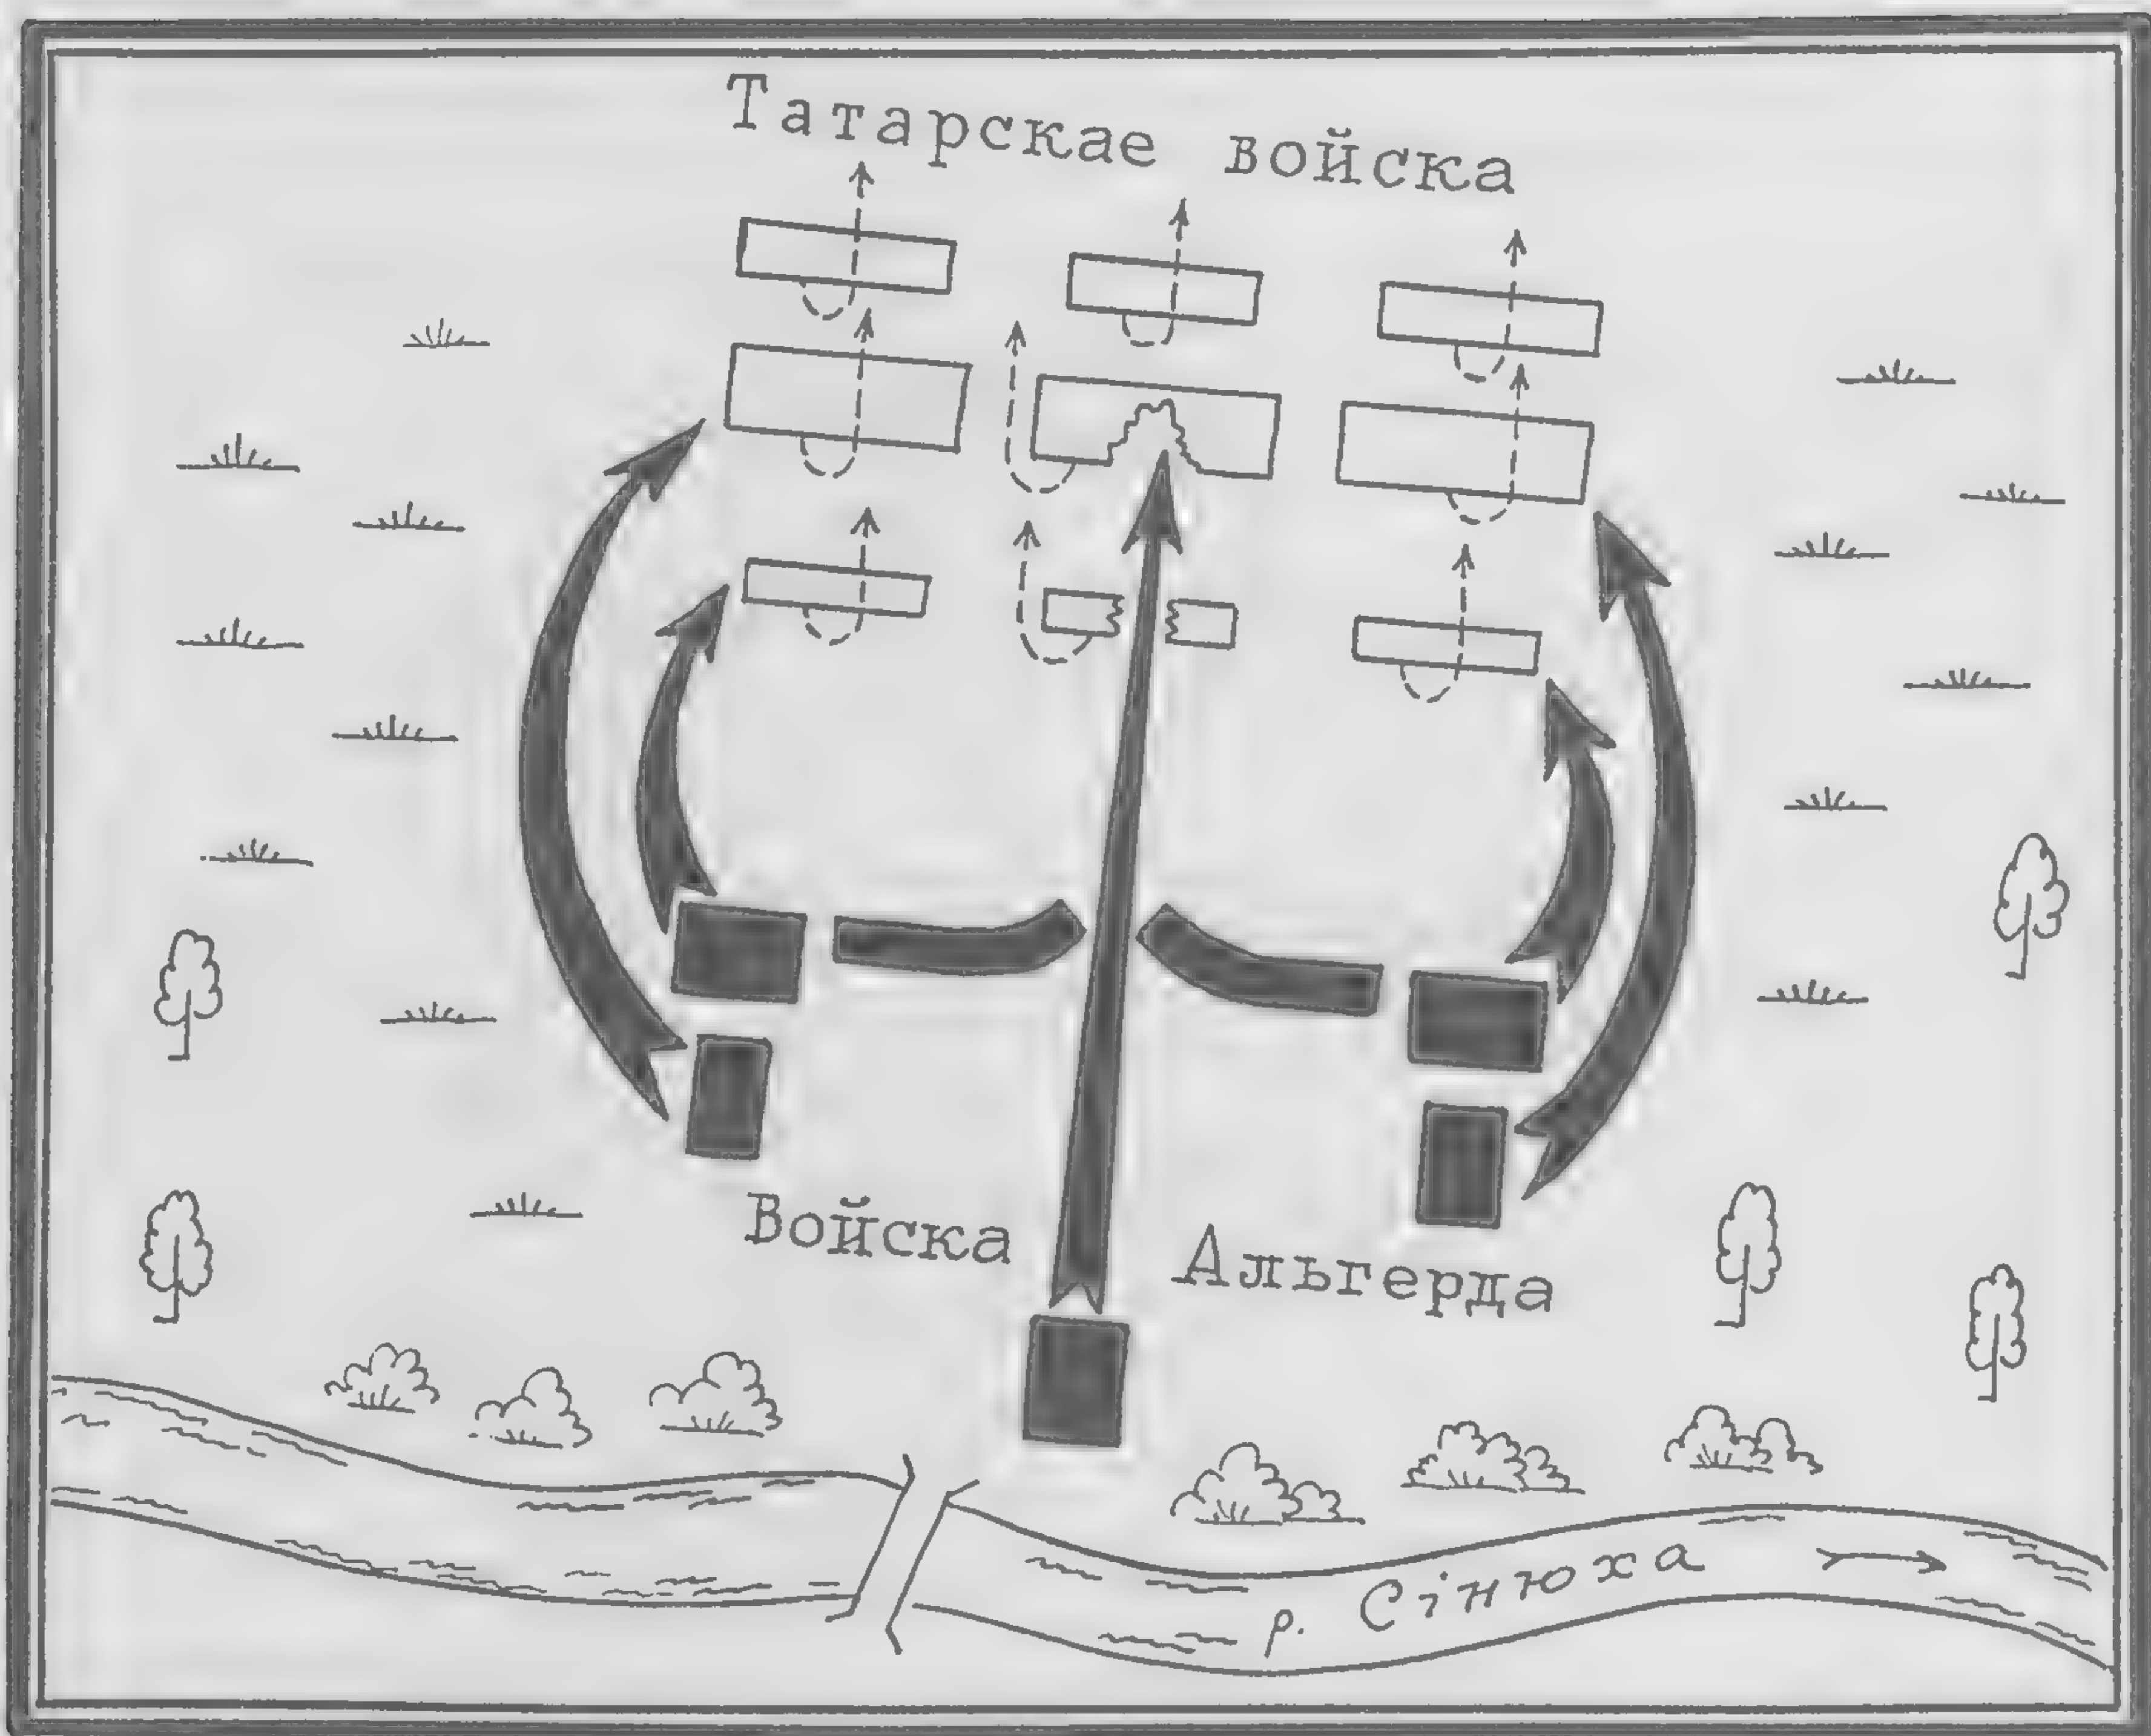 Татарскае войска
Войска Альгерда
р. Сінюха